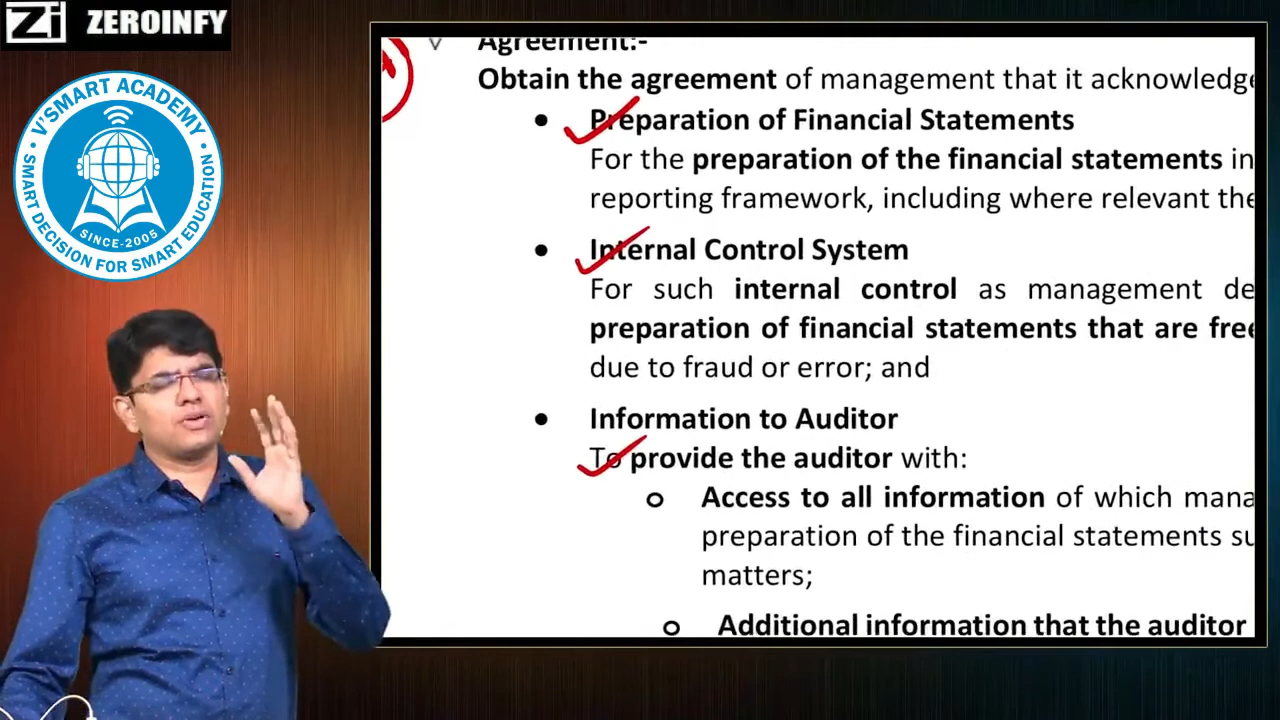 Zi ZEROINFY
V'SMART ACADEMY
SMART DECISION FOR SMART EDUCATION
SINCE-2005
Agreement:-
Obtain the agreement of management that it acknowledge
• Preparation of Financial Statements
For the preparation of the financial statements in
reporting framework, including where relevant the
• Internal Control System
For such internal control as management de
preparation of financial statements that are free
due to fraud or error; and
• Information to Auditor
To provide the auditor with:
o Access to all information of which mana
preparation of the financial statements su
matters;
o Additional information that the auditor